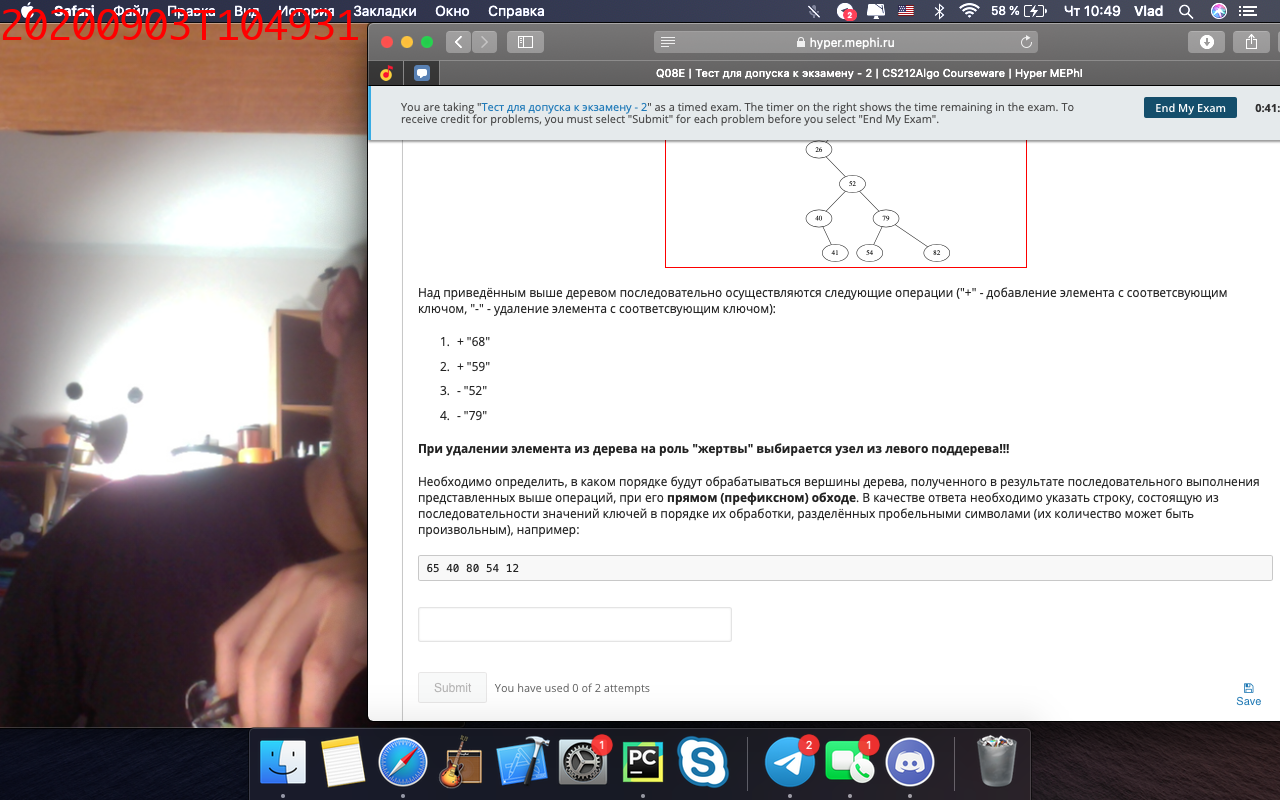 Safari Файл Правка Вид История Закладки Окно Справка 2 58 % Чт 10:49 Vlad
20200903T104931
hyper.mephi.ru
Q08E | Тест для допуска к экзамену - 2 | CS212Algo Courseware | Hyper MEPhI
You are taking "Тест для допуска к экзамену - 2" as a timed exam. The timer on the right shows the time remaining in the exam. To
receive credit for problems, you must select "Submit" for each problem before you select "End My Exam".
End My Exam
0:41:
26
52
40 79
41 54 82
Над приведённым выше деревом последовательно осуществляются следующие операции ("+" - добавление элемента с соответсвующим
ключом, "-" - удаление элемента с соответсвующим ключом):
1. + "68"
2. + "59"
3. - "52"
4. - "79"
При удалении элемента из дерева на роль "жертвы" выбирается узел из левого поддерева!!!
Необходимо определить, в каком порядке будут обрабатываться вершины дерева, полученного в результате последовательного выполнения
представленных выше операций, при его прямом (префиксном) обходе. В качестве ответа необходимо указать строку, состоящую из
последовательности значений ключей в порядке их обработки, разделённых пробельными символами (их количество может быть
произвольным), например:
65 40 80 54 12
Submit
You have used 0 of 2 attempts
Save
1 PC 2 1